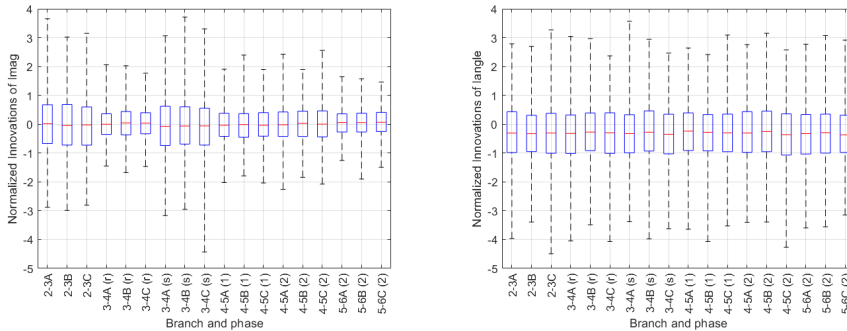 Normalized Innovations of Imag
4
3
2
1
0
-1
-2
-3
-4
-5
2-3A
2-3B
2-3C
3-4A (r)
3-4B (r)
3-4C (r)
3-4A (s)
3-4B (s)
3-4C (s)
4-5A (1)
4-5B (1)
4-5C (1)
4-5A (2)
4-5B (2)
4-5C (2)
5-6A (2)
5-6B (2)
5-6C (2)
Branch and phase
Normalized Innovations of Iangle
4
3
2
1
0
-1
-2
-3
-4
-5
2-3A
2-3B
2-3C
3-4A (r)
3-4B (r)
3-4C (r)
3-4A (s)
3-4B (s)
3-4C (s)
4-5A (1)
4-5B (1)
4-5C (1)
4-5A (2)
4-5B (2)
4-5C (2)
5-6A (2)
5-6B (2)
5-6C (2)
Branch and phase